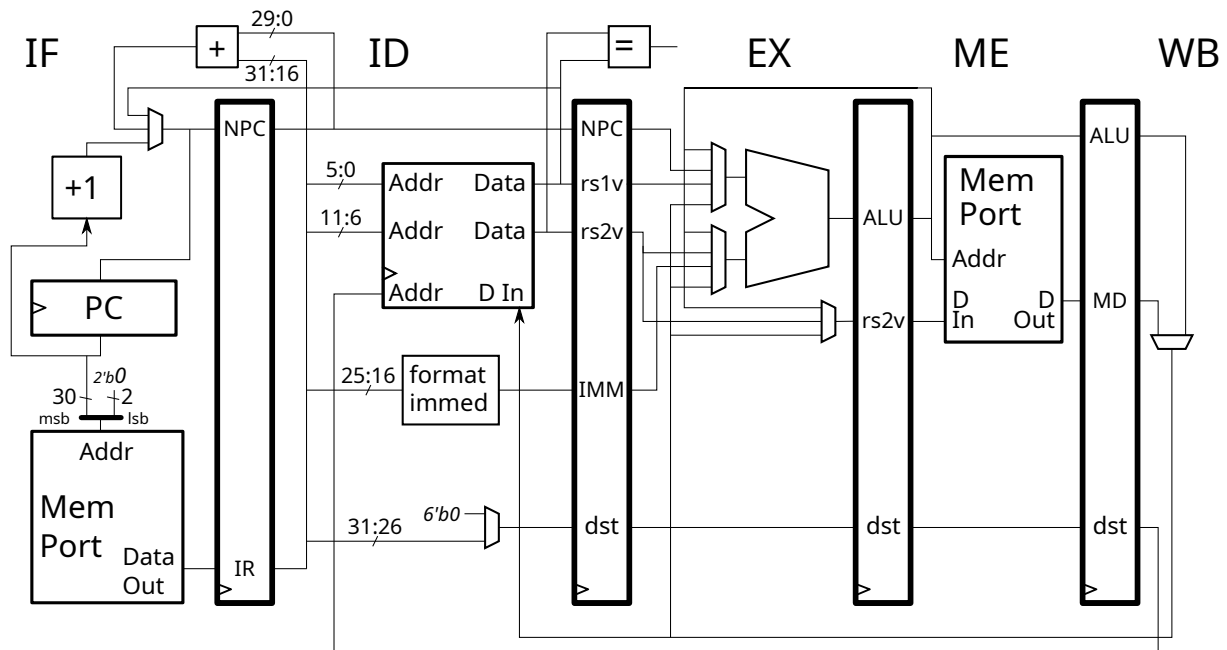 IF
ID
EX
ME
WB
29:0
+
31:16
=
NPC
NPC
ALU
+1
5:0
Addr
Data
rs1v
11:6
Addr
Data
rs2v
Addr
D In
PC
ALU
Mem
Port
Addr
D
In
D
Out
rs2v
MD
2'b0
30
2
msb
lsb
25:16
format
immed
IMM
Addr
Mem
Port
Data
Out
6'b0
31:26
dst
dst
dst
IR